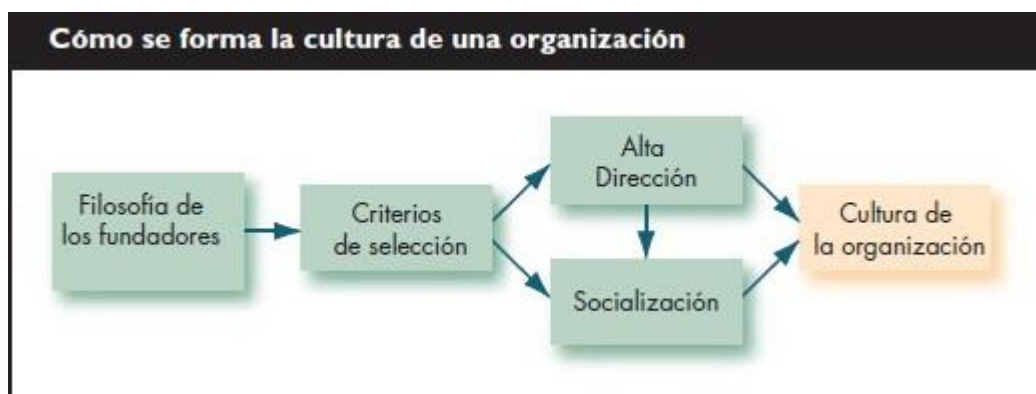 Cómo se forma la cultura de una organización
Filosofía de
los fundadores
Criterios
de selección
Alta
Dirección
Socialización
Cultura de
la organización